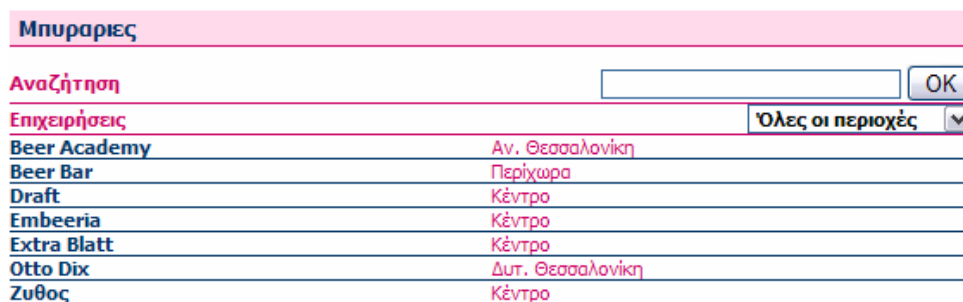 Μπυραριες
Αναζήτηση OK
Επιχειρήσεις Όλες οι περιοχές
Beer Academy Αν. Θεσσαλονίκη
Beer Bar Περίχωρα
Draft Κέντρο
Embeeria Κέντρο
Extra Blatt Κέντρο
Otto Dix Δυτ. Θεσσαλονίκη
Ζυθος Κέντρο